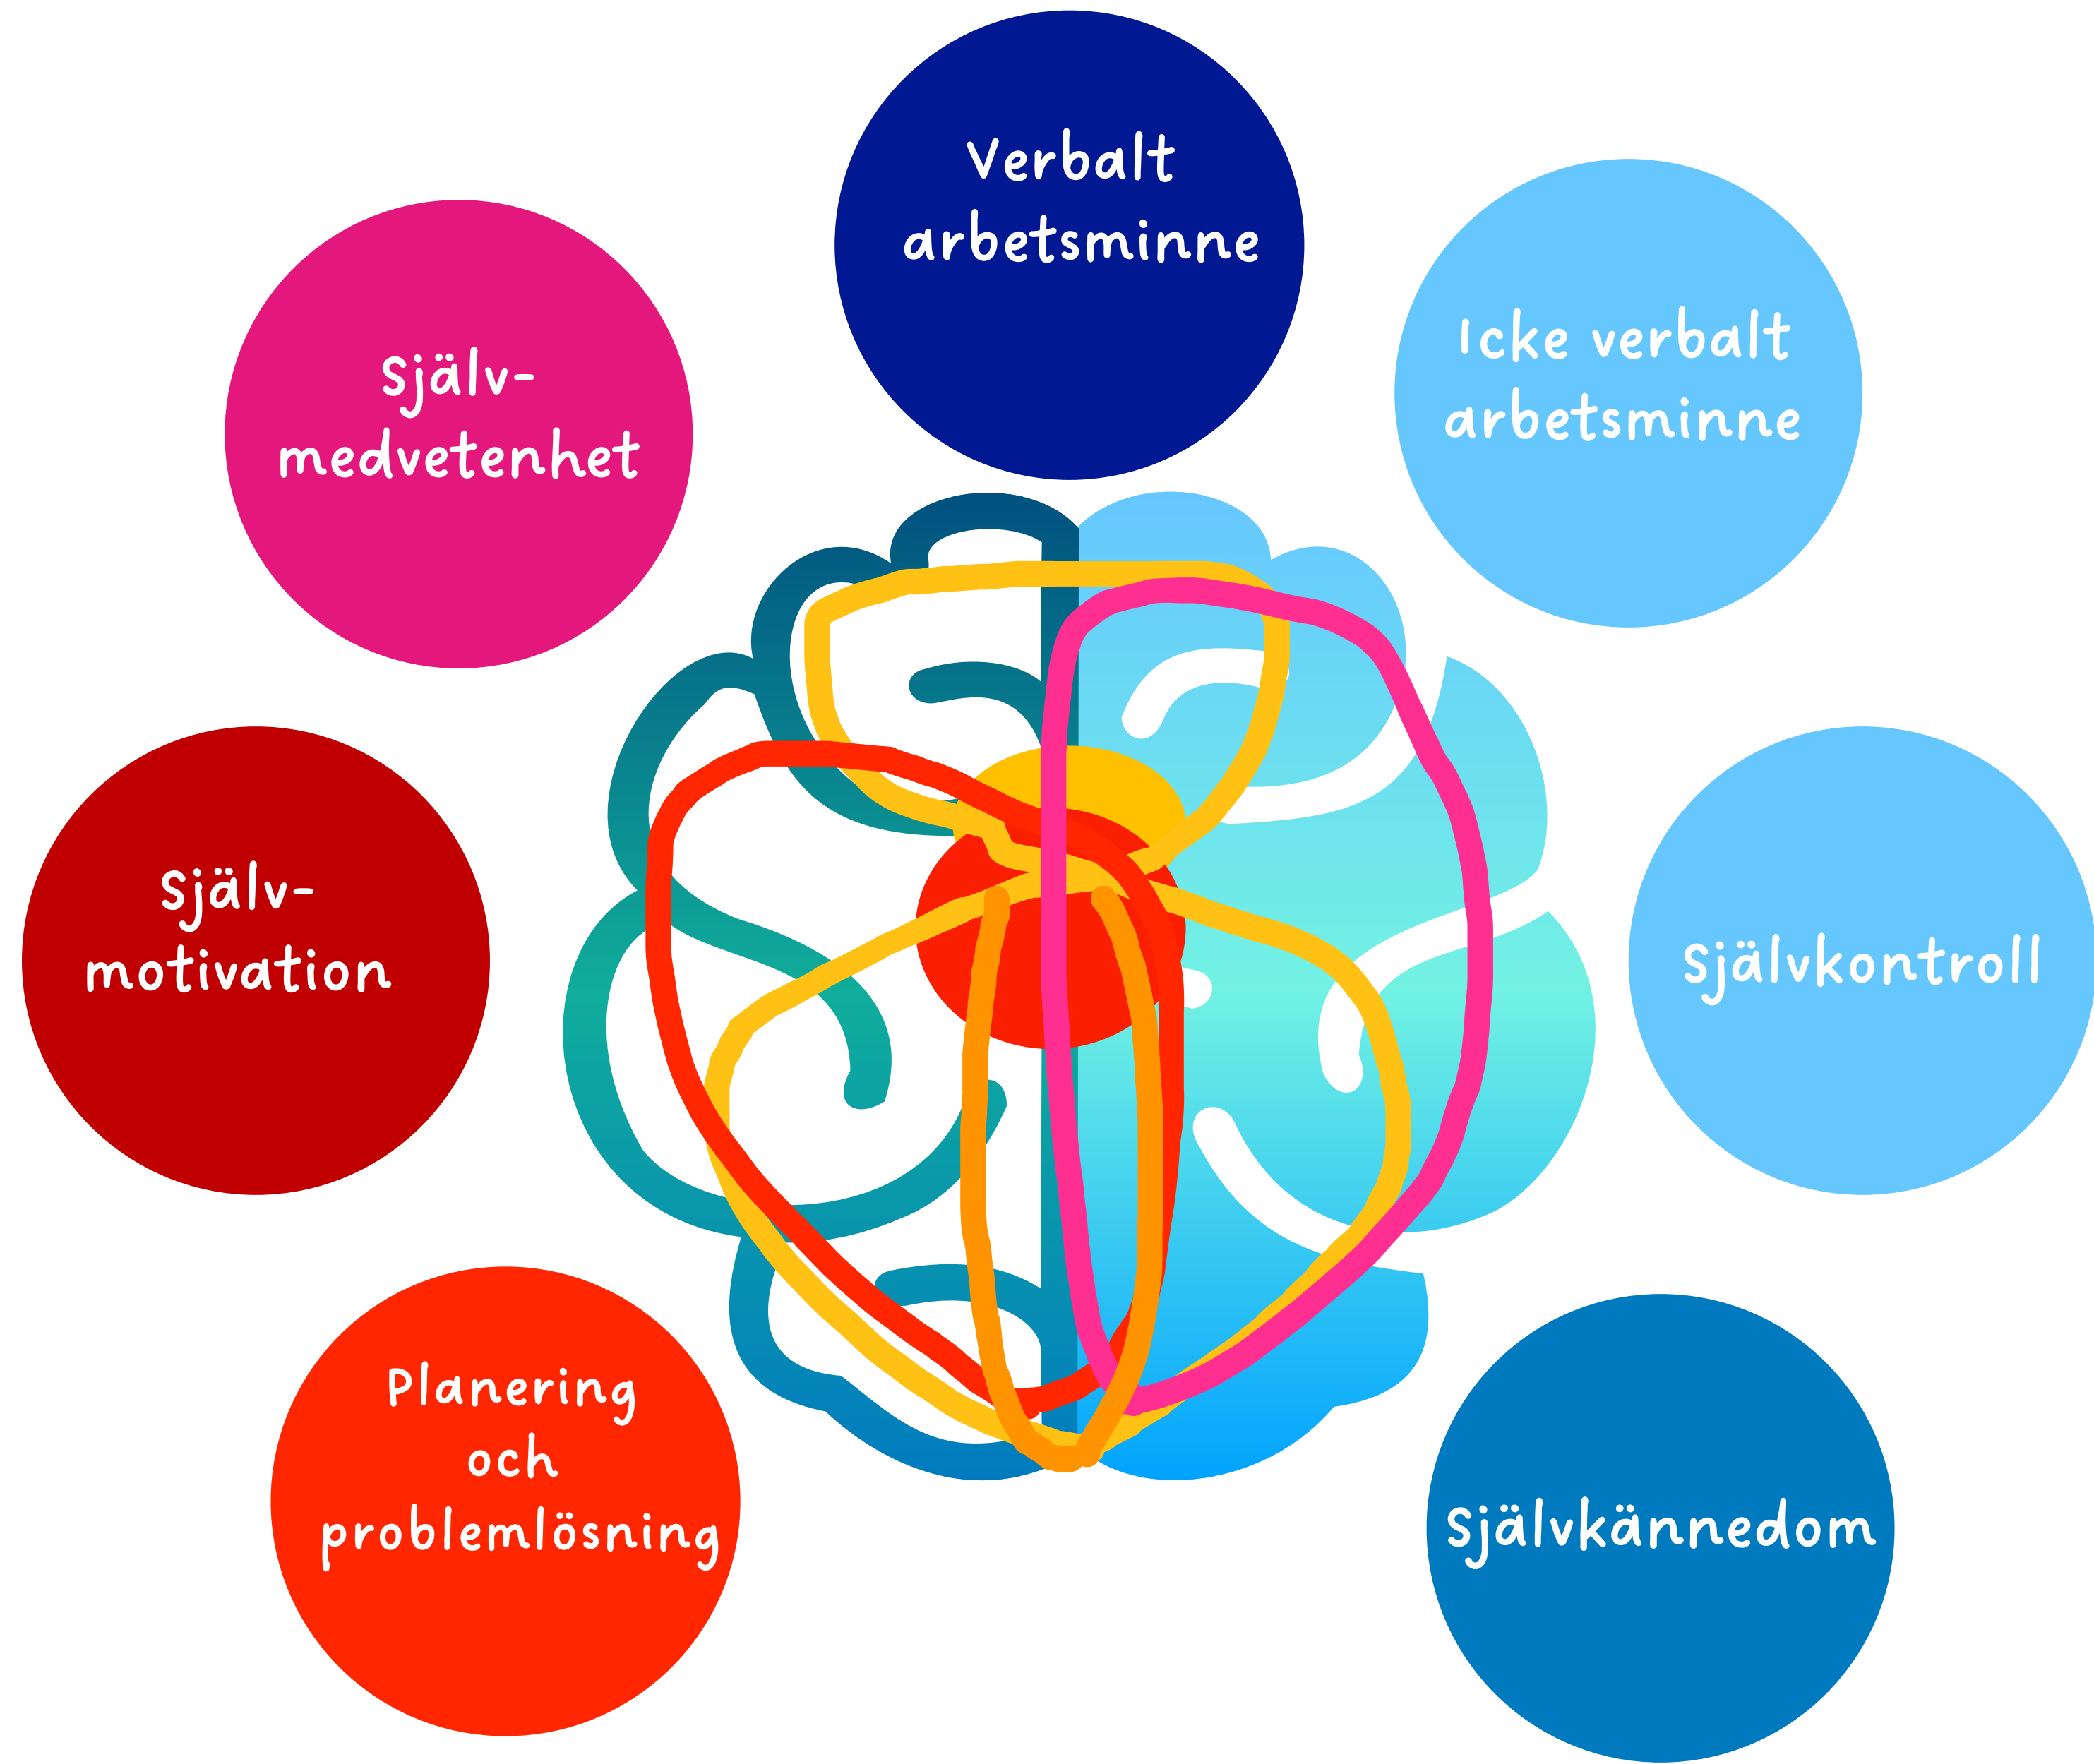 Verbalt
arbetsminne
Icke verbalt
arbetsminne
Själv-
medvetenhet
Själv-
motivation
Självkontroll
Planering
och
problemlösning
Självkännedom